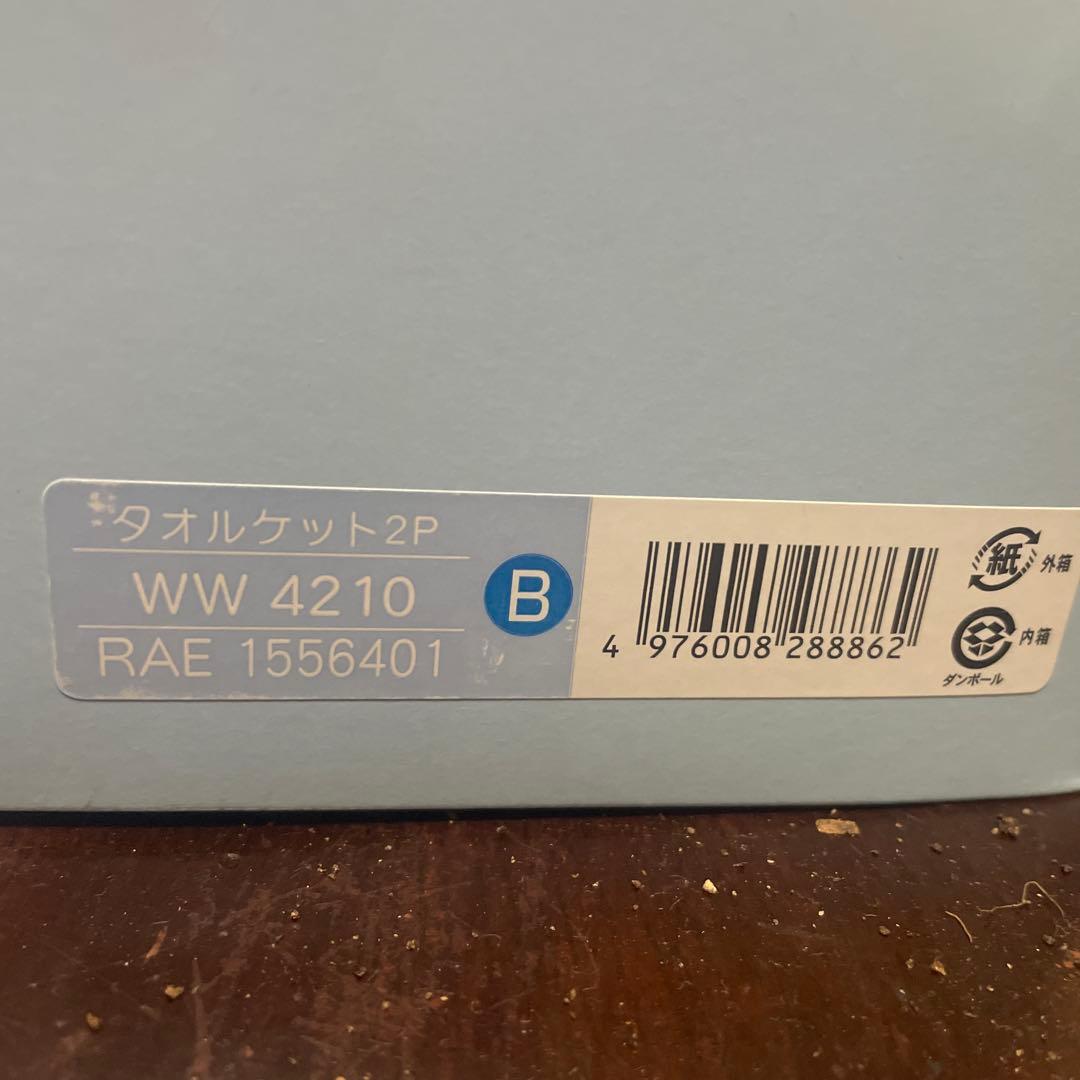 タオルケット2P
WW 4210
RAE 1556401
B
4 976008 288862
紙 外箱
内箱
ダンボール